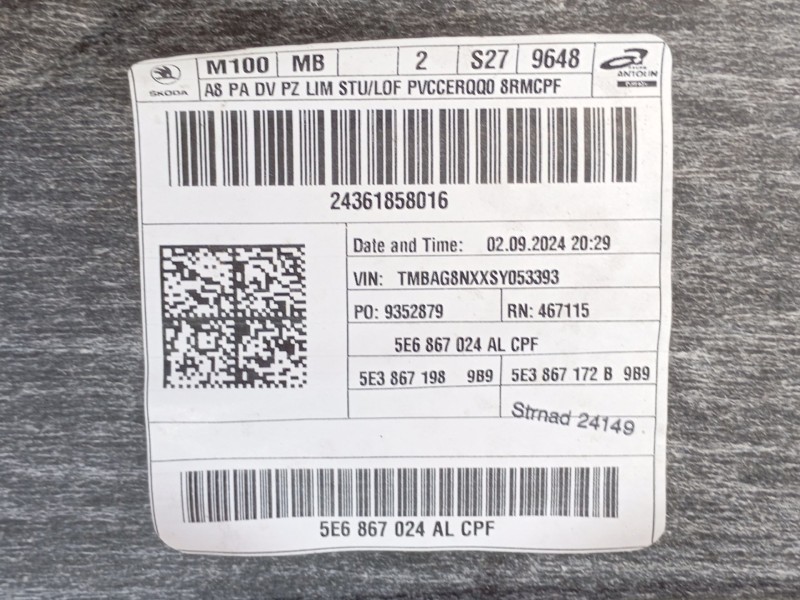 M100 MB 2 S27 9648
SKODA
ANTOLIN
A8 PA DV PZ LIM STU/LOF PVCCERQQ0 8RMCPF
24361858016
Date and Time: 02.09.2024 20:29
VIN: TMBAG8NXXSY053393
PO: 9352879 RN: 467115
5E6 867 024 AL CPF
5E3 867 198 9B9 5E3 867 172 B 9B9
Strnad 24149
5E6 867 024 AL CPF